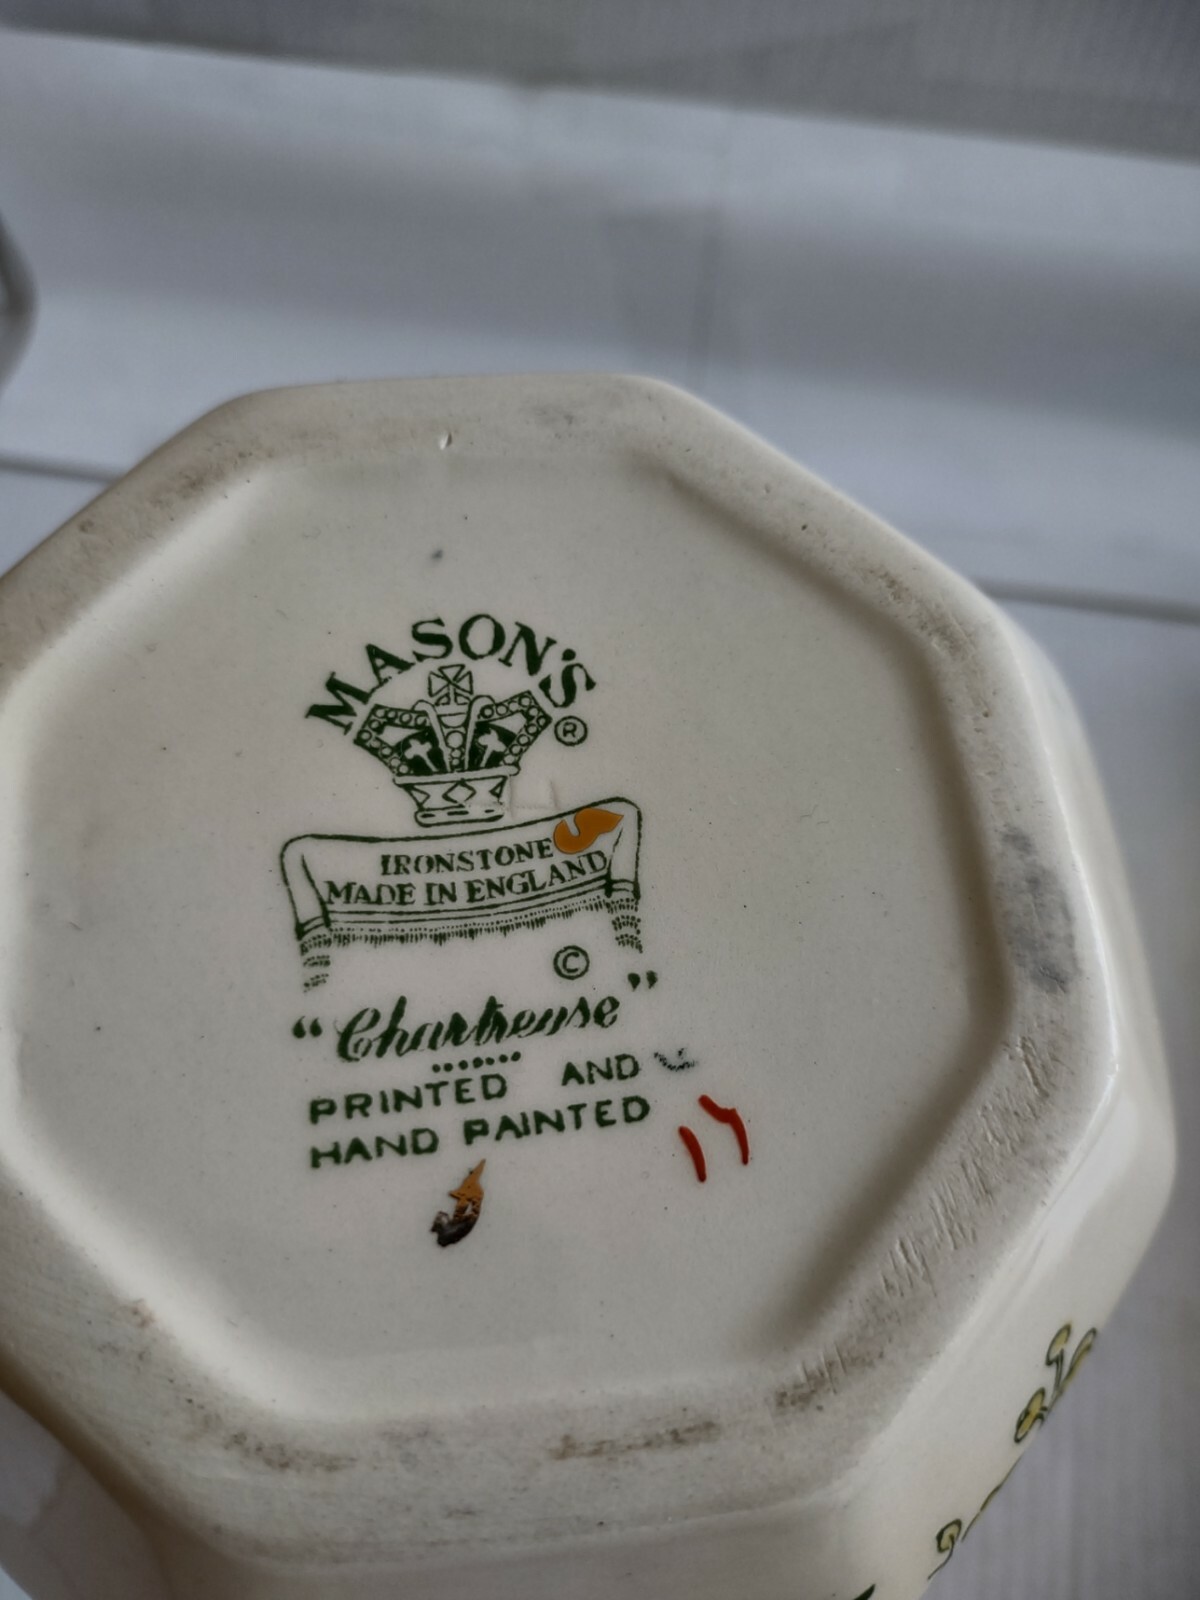 MASON'S
®
IRONSTONE
MADE IN ENGLAND
©
"Chartreuse"
PRINTED AND
HAND PAINTED